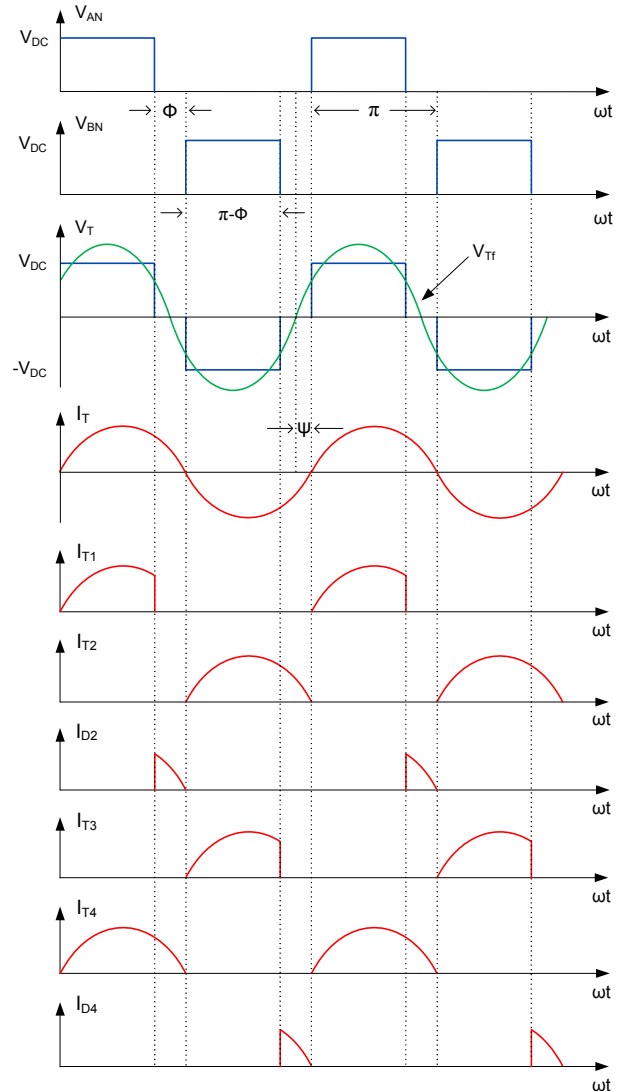 V_AN
V_DC
ωt
Φ
π
V_BN
V_DC
ωt
π-Φ
V_T
V_Tf
V_DC
-V_DC
ωt
Ψ
I_T
ωt
I_T1
ωt
I_T2
ωt
I_D2
ωt
I_T3
ωt
I_T4
ωt
I_D4
ωt